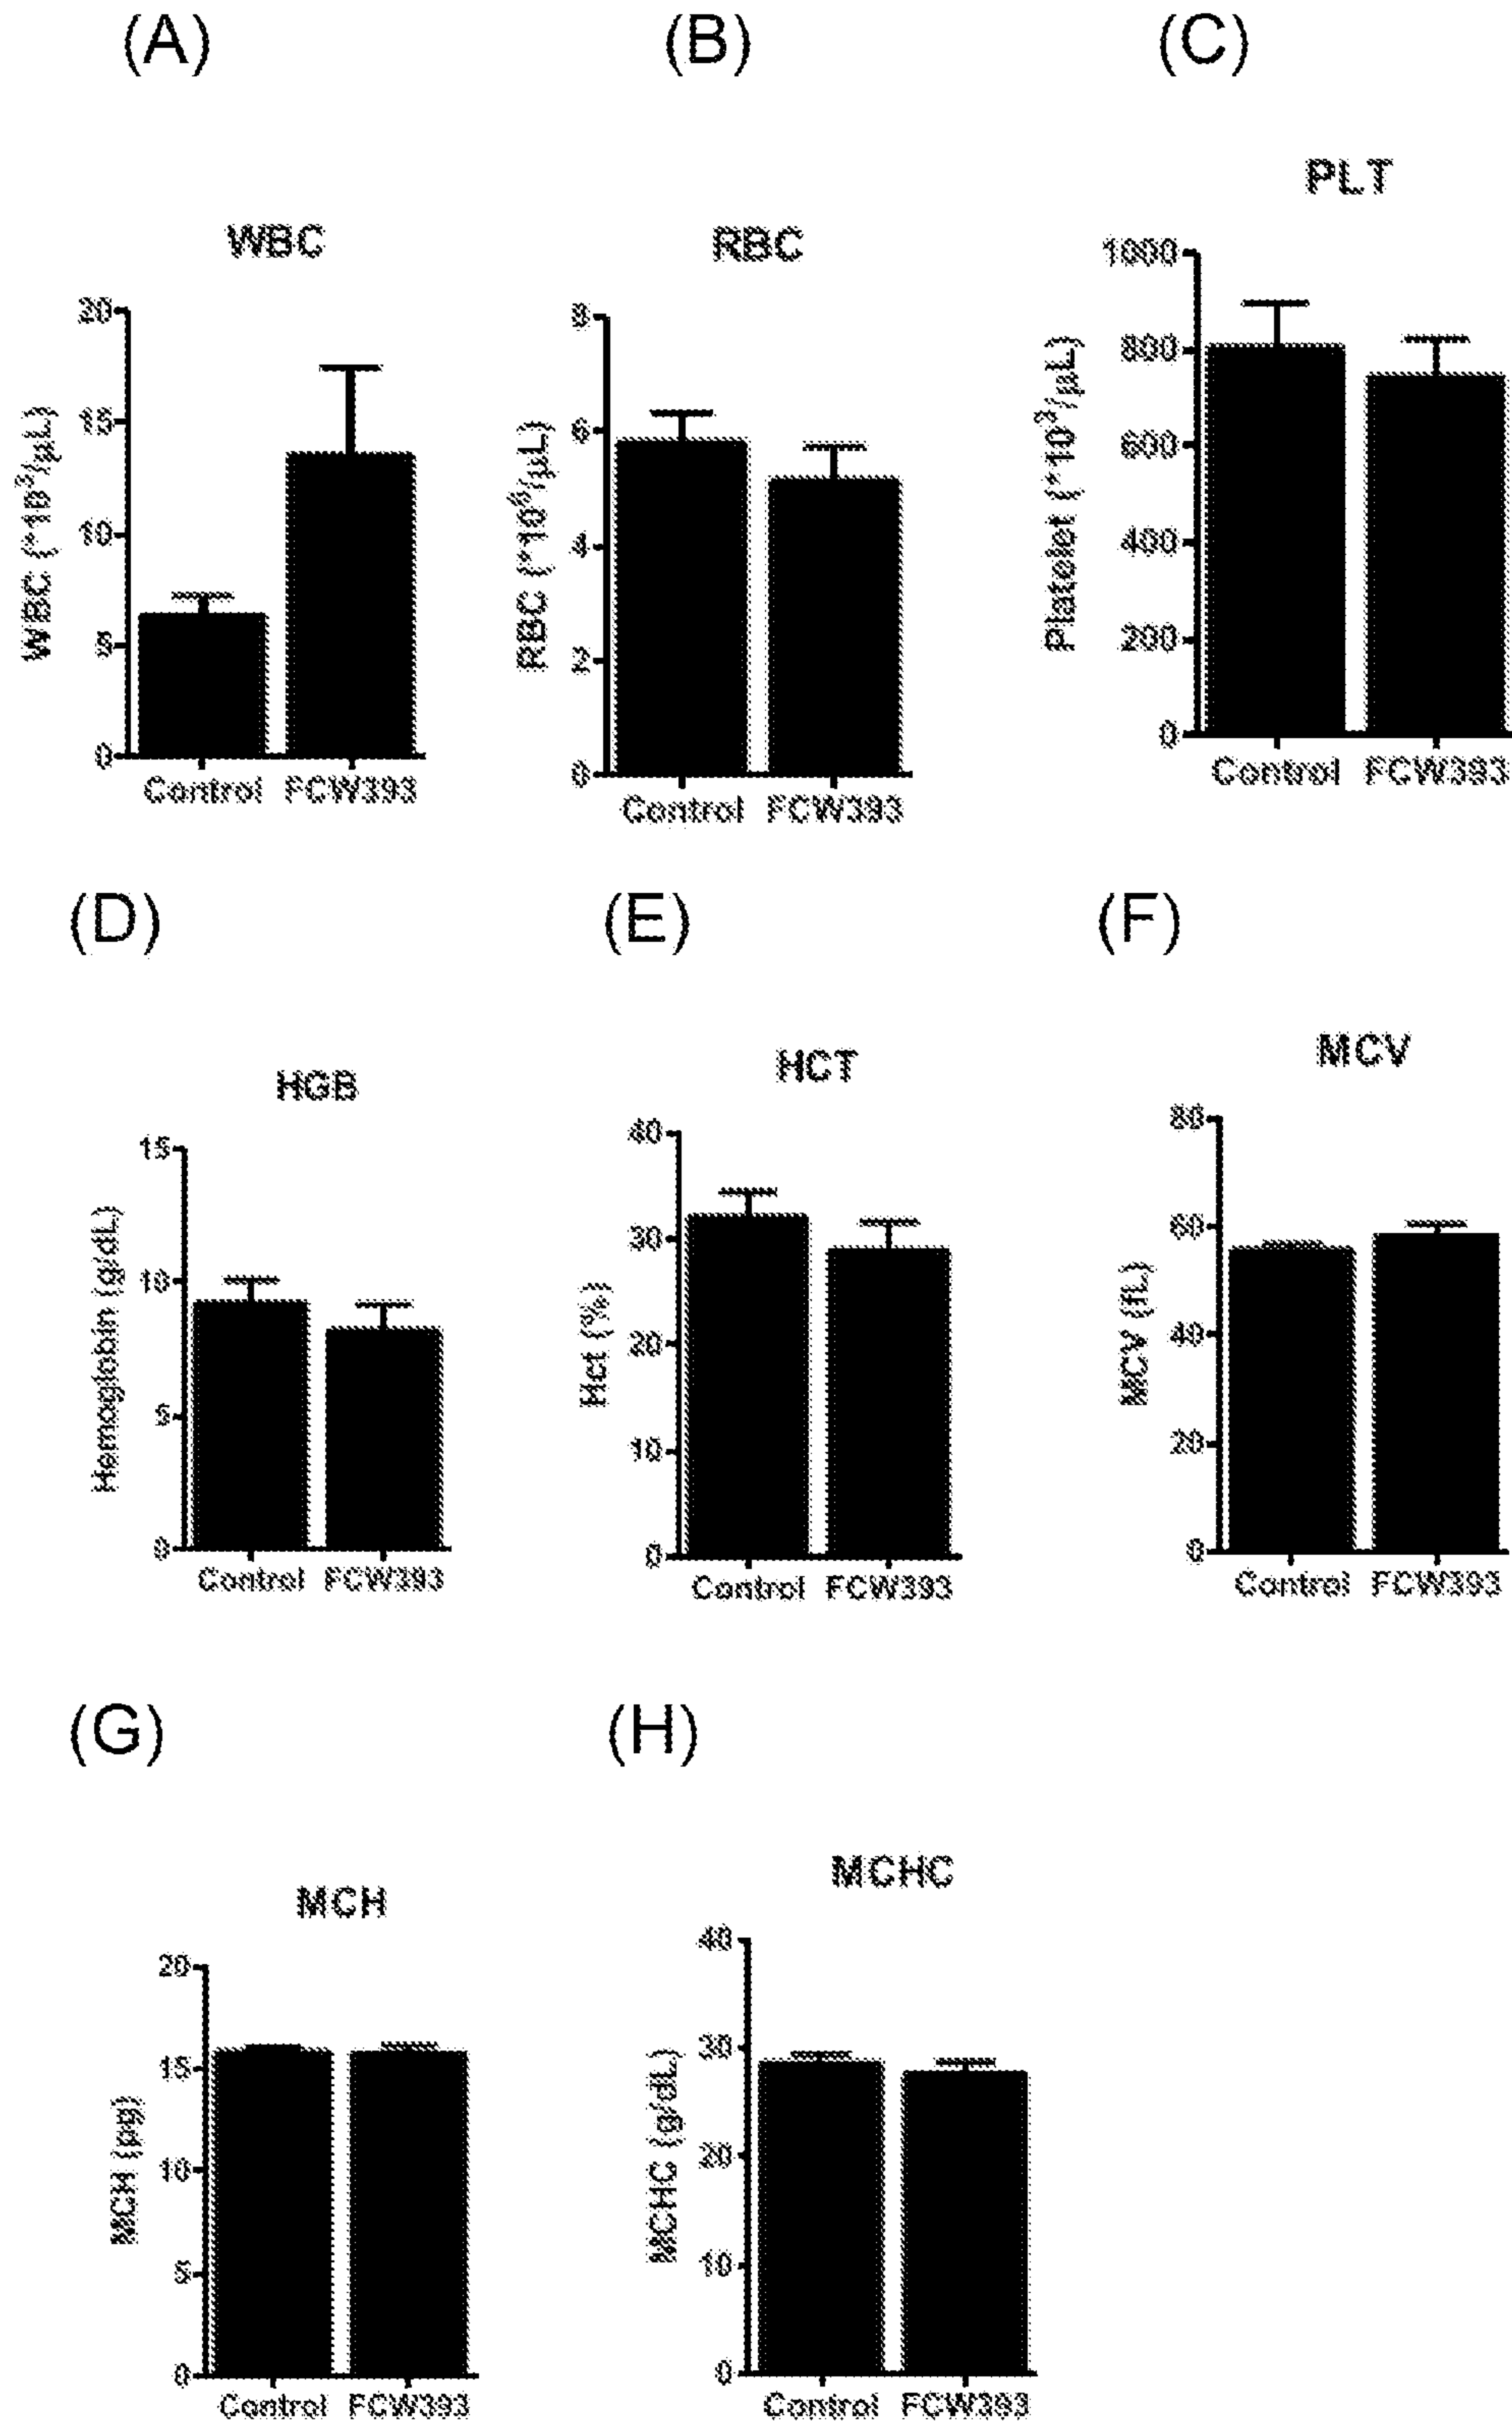 (A)
(B)
(C)
WBC
RBC
PLT
20
15
10
5
0
WBC (*10³/µL)
Control FCW393
8
6
4
2
0
RBC (*10⁶/µL)
Control FCW393
1000
800
600
400
200
0
Platelet (*10³/µL)
Control FCW393
(D)
(E)
(F)
HGB
HCT
MCV
15
10
5
0
Hemoglobin (g/dL)
Control FCW393
40
30
20
10
0
Hct (%)
Control FCW393
80
60
40
20
0
MCV (fL)
Control FCW393
(G)
(H)
MCH
MCHC
20
15
10
5
0
MCH (pg)
Control FCW393
40
30
20
10
0
MCHC (g/dL)
Control FCW393